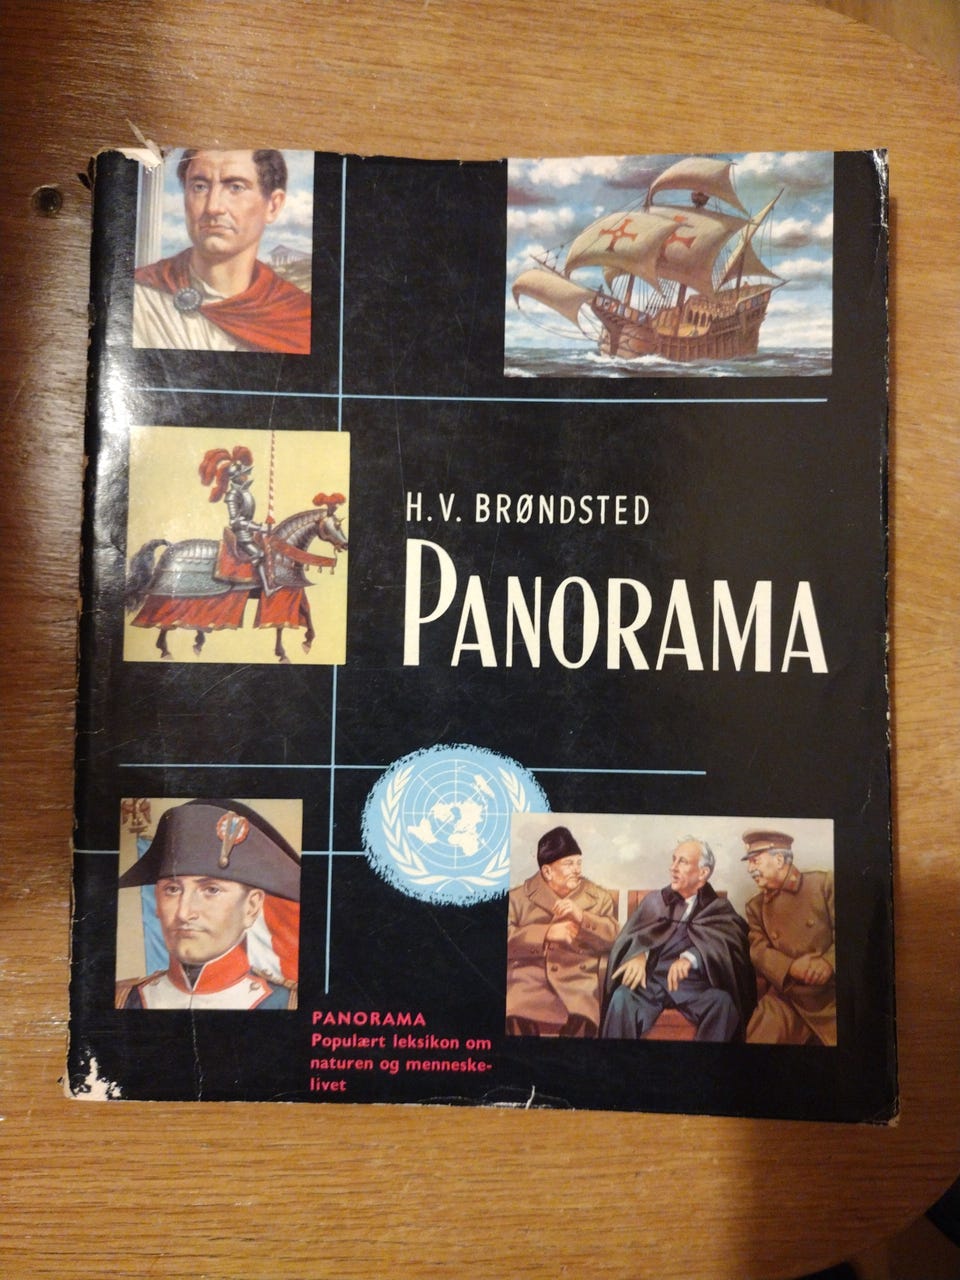 H.V. BRØNDSTED
PANORAMA
PANORAMA
Populært leksikon om
naturen og menneske-
livet